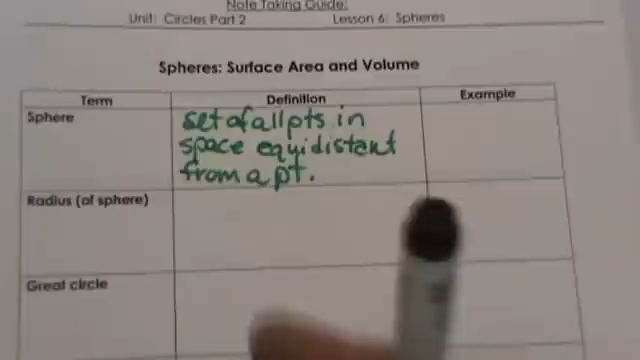 Note Taking Guide:
Unit: Circles Part 2 Lesson 6: Spheres
Spheres: Surface Area and Volume
Term Definition Example
Sphere set of all pts in
space equidistant
from a pt.
Radius (of sphere)
Great circle